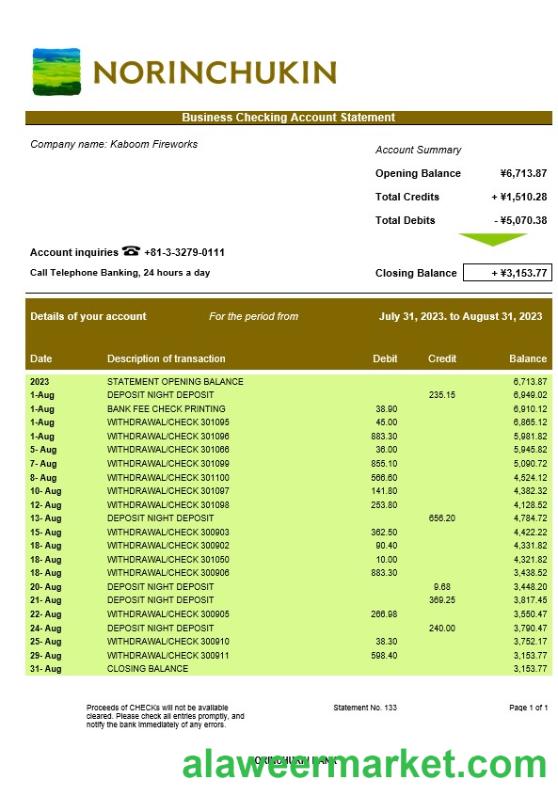 NORINCHUKIN
Business Checking Account Statement
Company name: Kaboom Fireworks
Account Summary
Opening Balance ¥6,713.87
Total Credits + ¥1,510.28
Total Debits - ¥5,070.38
Account inquiries ☎ +81-3-3279-0111
Call Telephone Banking, 24 hours a day
Closing Balance + ¥3,153.77
Details of your account For the period from July 31, 2023. to August 31, 2023
Date Description of transaction Debit Credit Balance
2023 STATEMENT OPENING BALANCE 6,713.87
1-Aug DEPOSIT NIGHT DEPOSIT 235.15 6,949.02
1-Aug BANK FEE CHECK PRINTING 38.90 6,910.12
1-Aug WITHDRAWAL/CHECK 301095 45.00 6,865.12
1-Aug WITHDRAWAL/CHECK 301096 883.30 5,981.82
5- Aug WITHDRAWAL/CHECK 301066 36.00 5,945.82
7- Aug WITHDRAWAL/CHECK 301099 855.10 5,090.72
8- Aug WITHDRAWAL/CHECK 301100 566.60 4,524.12
10- Aug WITHDRAWAL/CHECK 301097 141.80 4,382.32
12- Aug WITHDRAWAL/CHECK 301098 253.80 4,128.52
13- Aug DEPOSIT NIGHT DEPOSIT 656.20 4,784.72
15- Aug WITHDRAWAL/CHECK 300903 362.50 4,422.22
18- Aug WITHDRAWAL/CHECK 300902 90.40 4,331.82
18- Aug WITHDRAWAL/CHECK 301050 10.00 4,321.82
18- Aug WITHDRAWAL/CHECK 300906 883.30 3,438.52
20- Aug DEPOSIT NIGHT DEPOSIT 9.68 3,448.20
21- Aug DEPOSIT NIGHT DEPOSIT 369.25 3,817.45
22- Aug WITHDRAWAL/CHECK 300905 266.98 3,550.47
24- Aug DEPOSIT NIGHT DEPOSIT 240.00 3,790.47
25- Aug WITHDRAWAL/CHECK 300910 38.30 3,752.17
29- Aug WITHDRAWAL/CHECK 300911 598.40 3,153.77
31- Aug CLOSING BALANCE 3,153.77
Proceeds of CHECKs will not be available Statement No. 133 Page 1 of 1
cleared. Please check all entries promptly, and
notify the bank immediately of any errors.
NORINCHUKIN BANK
alaweermarket.com